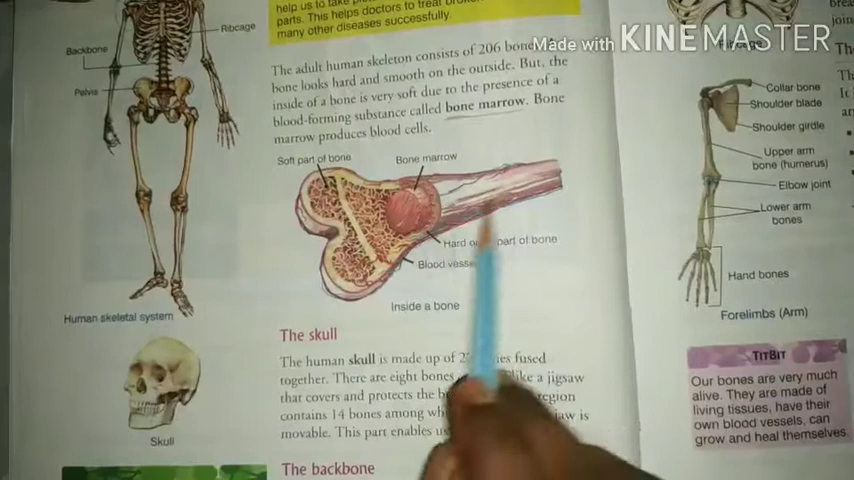 help us to take
parts. This helps doctors to treat broken
many other diseases successfully.
Made with KINEMASTER
Ribcage
Backbone
Pelvis
Human skeletal system
Skull
The adult human skeleton consists of 206 bones. A
bone looks hard and smooth on the outside. But, the
inside of a bone is very soft due to the presence of a
blood-forming substance called bone marrow. Bone
marrow produces blood cells.
Soft part of bone
Bone marrow
Hard part of bone
Blood vesse
Inside a bone
The skull
The human skull is made up of fused
together. There are eight bones like a jigsaw
that covers and protects the region
contains 14 bones among jaw is
movable. This part enables
The backbone
Ribcage
Collar bone
Shoulder blade
Shoulder girdle
Upper arm
bone (humerus)
Elbow joint
Lower arm
bones
Hand bones
Forelimbs (Arm)
TITBIT
Our bones are very much
alive. They are made of
living tissues, have their
own blood vessels, can
grow and heal themselves.